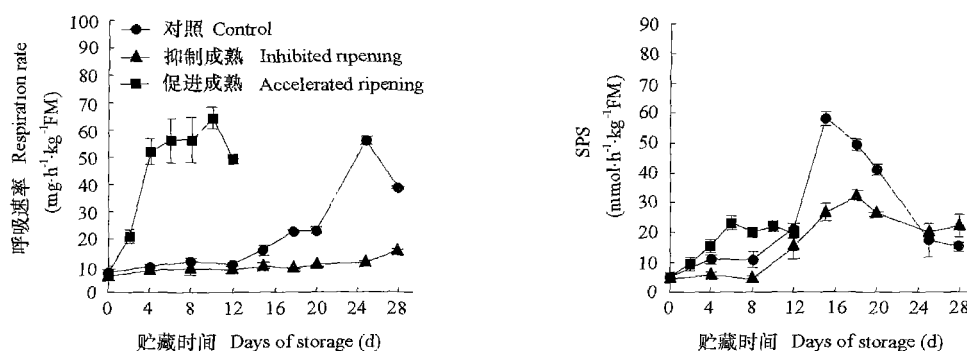 100
90
80
70
60
50
40
30
20
10
0
呼吸速率 Respiration rate
(mg·h⁻¹·kg⁻¹FM)
对照 Control
抑制成熟 Inhibited ripening
促进成熟 Accelerated ripening
0 4 8 12 16 20 24 28
贮藏时间 Days of storage (d)
90
80
70
60
50
40
30
20
10
0
SPS
(mmol·h⁻¹·kg⁻¹FM)
0 4 8 12 16 20 24 28
贮藏时间 Days of storage (d)